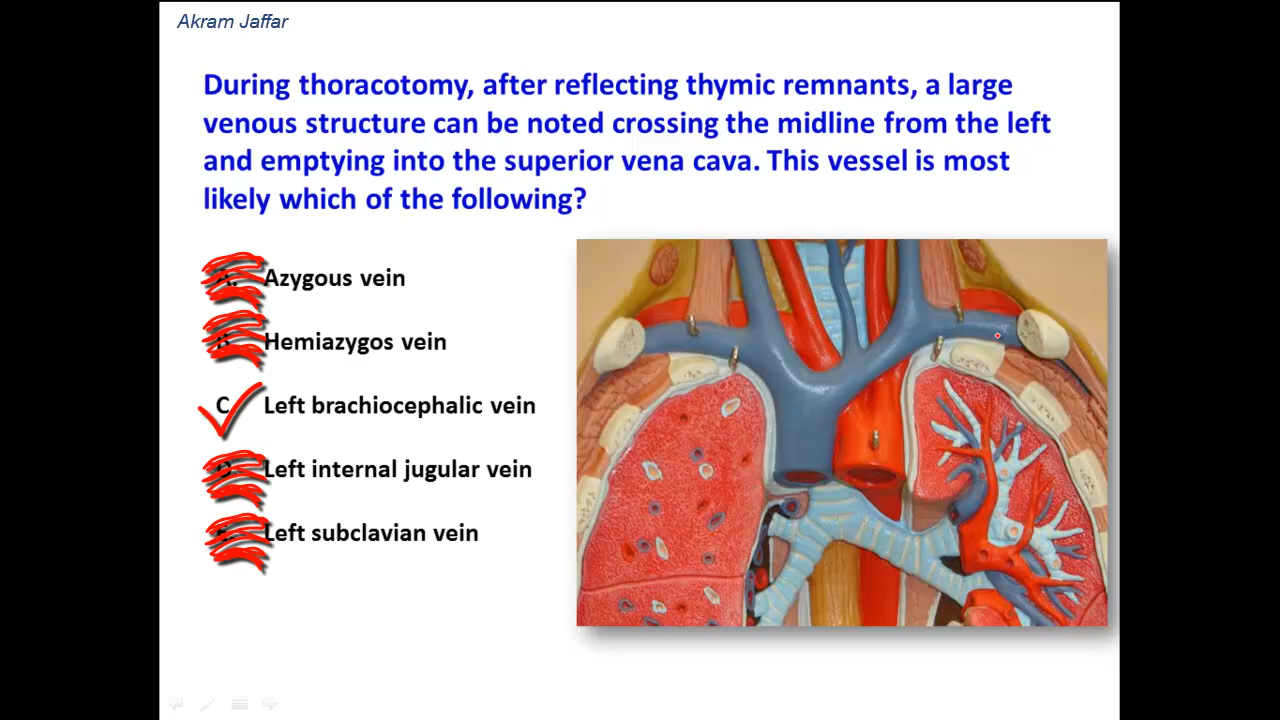 Akram Jaffar
During thoracotomy, after reflecting thymic remnants, a large
venous structure can be noted crossing the midline from the left
and emptying into the superior vena cava. This vessel is most
likely which of the following?
A. Azygous vein
Hemiazygos vein
C Left brachiocephalic vein
Left internal jugular vein
Left subclavian vein